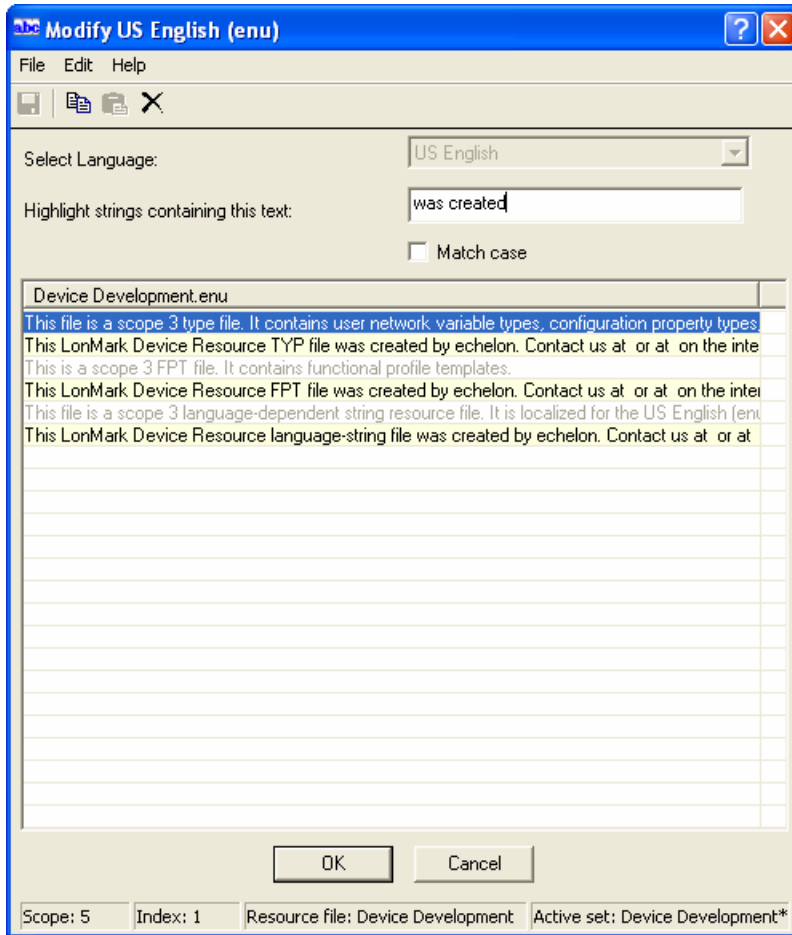 abc Modify US English (enu)
File Edit Help
Select Language: US English
Highlight strings containing this text: was created
Match case
Device Development.enu
This file is a scope 3 type file. It contains user network variable types, configuration property types,
This LonMark Device Resource TYP file was created by echelon. Contact us at  or at  on the inte
This is a scope 3 FPT file. It contains functional profile templates.
This LonMark Device Resource FPT file was created by echelon. Contact us at  or at  on the inter
This file is a scope 3 language-dependent string resource file. It is localized for the US English (enu
This LonMark Device Resource language-string file was created by echelon. Contact us at  or at
OK Cancel
Scope: 5 Index: 1 Resource file: Device Development Active set: Device Development*